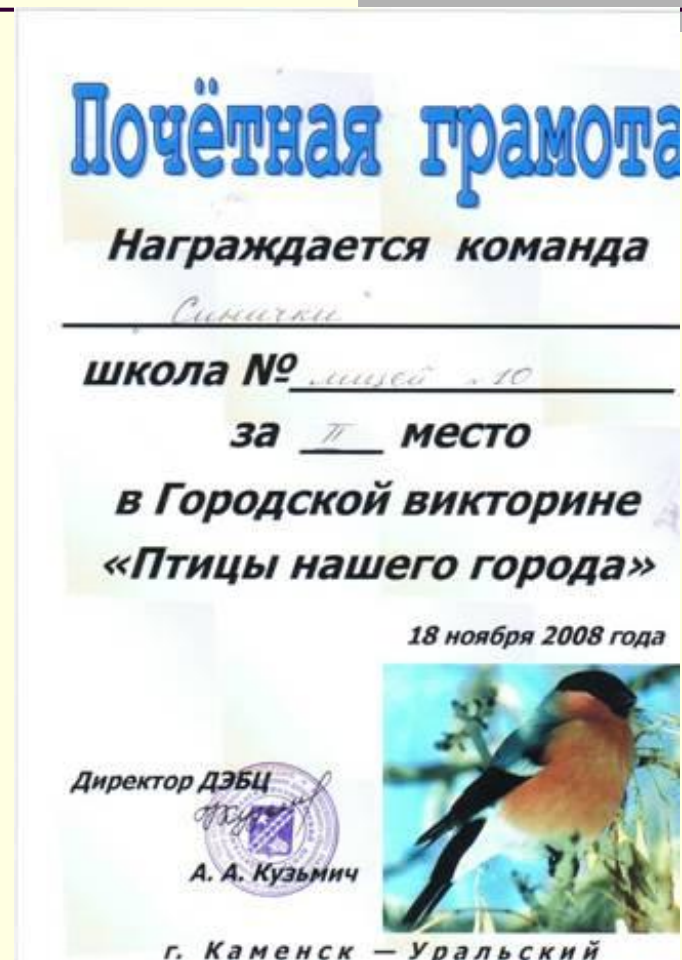 Почётная грамота
Награждается команда
Синички
школа № лицей №10
за II место
в Городской викторине
«Птицы нашего города»
18 ноября 2008 года
Директор ДЭБЦ
А. А. Кузьмич
г. Каменск — Уральский